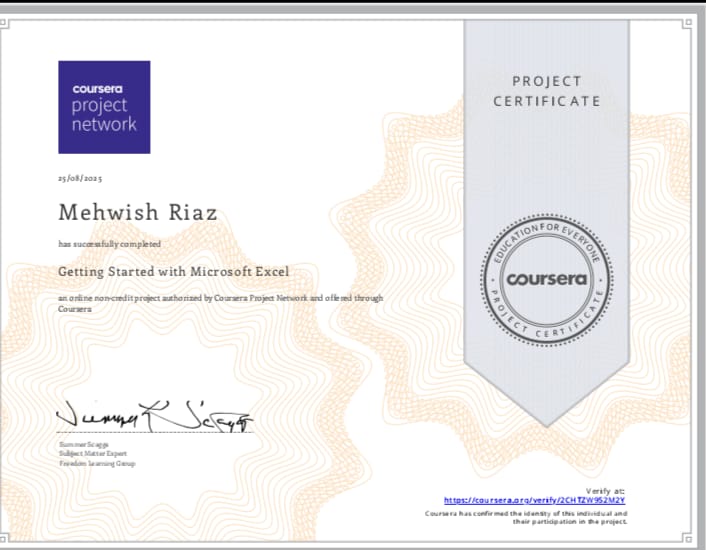 coursera
project
network
PROJECT
CERTIFICATE
25/08/2025
Mehwish Riaz
has successfully completed
Getting Started with Microsoft Excel
an online non-credit project authorized by Coursera Project Network and offered through
Coursera
EDUCATION FOR EVERYONE
coursera
PROJECT CERTIFICATE
Summer Scaggs
Subject Matter Expert
Freedom Learning Group
Verify at:
https://coursera.org/verify/2CHTZW952M2Y
Coursera has confirmed the identity of this individual and
their participation in the project.